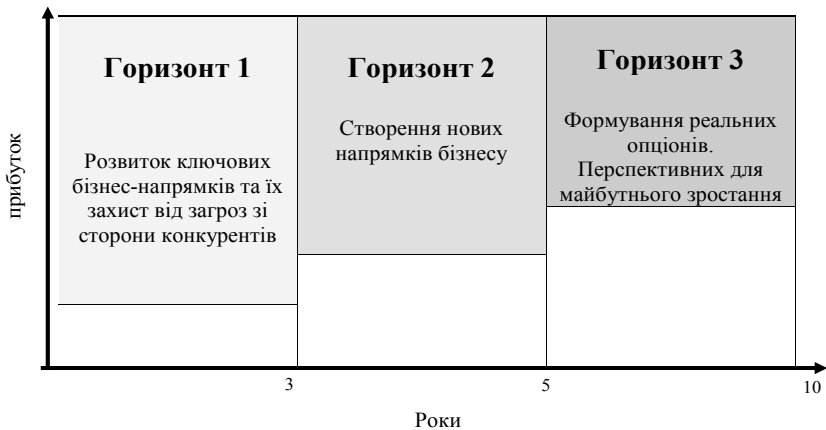 прибуток
Горизонт 1
Розвиток ключових
бізнес-напрямків та їх
захист від загроз зі
сторони конкурентів
Горизонт 2
Створення нових
напрямків бізнесу
Горизонт 3
Формування реальних
опціонів.
Перспективних для
майбутнього зростання
3
5
10
Роки